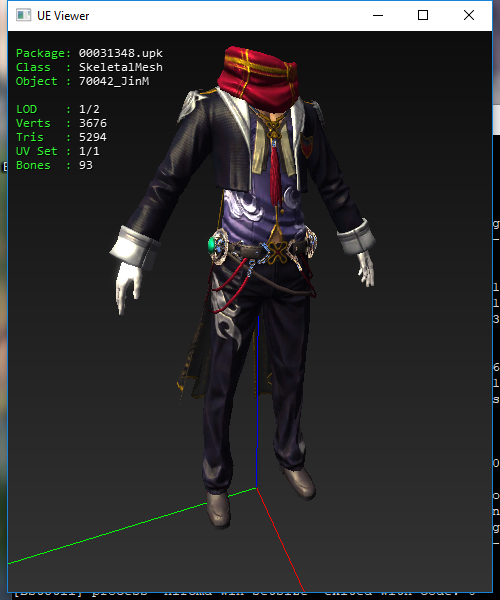 UE Viewer
Package: 00031348.upk
Class : SkeletalMesh
Object : 70042_JinM
LOD : 1/2
Verts : 3676
Tris : 5294
UV Set : 1/1
Bones : 93